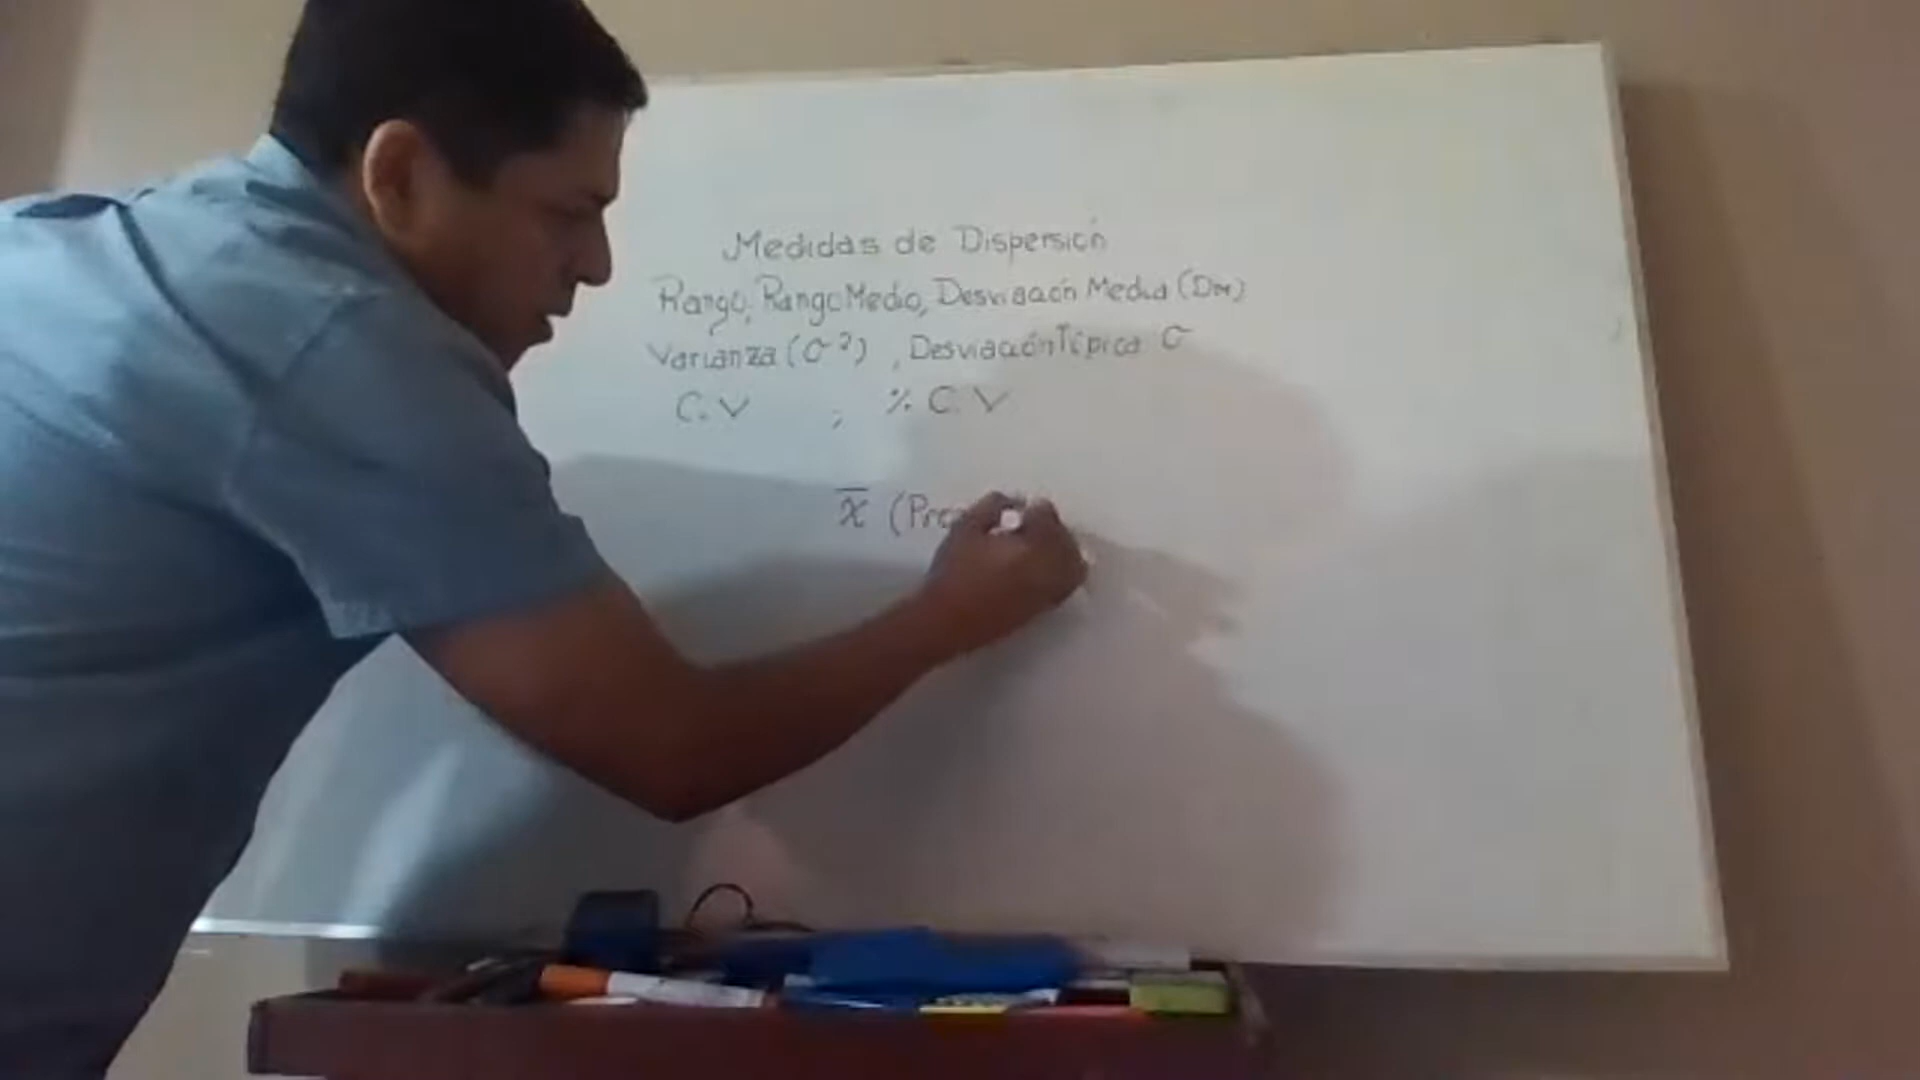 Medidas de Dispersión
Rango, Rango Medio, Desviación Media (DM)
Varianza (σ²) , Desviación Típica σ
C.V , % C.V
x̄ (Pro